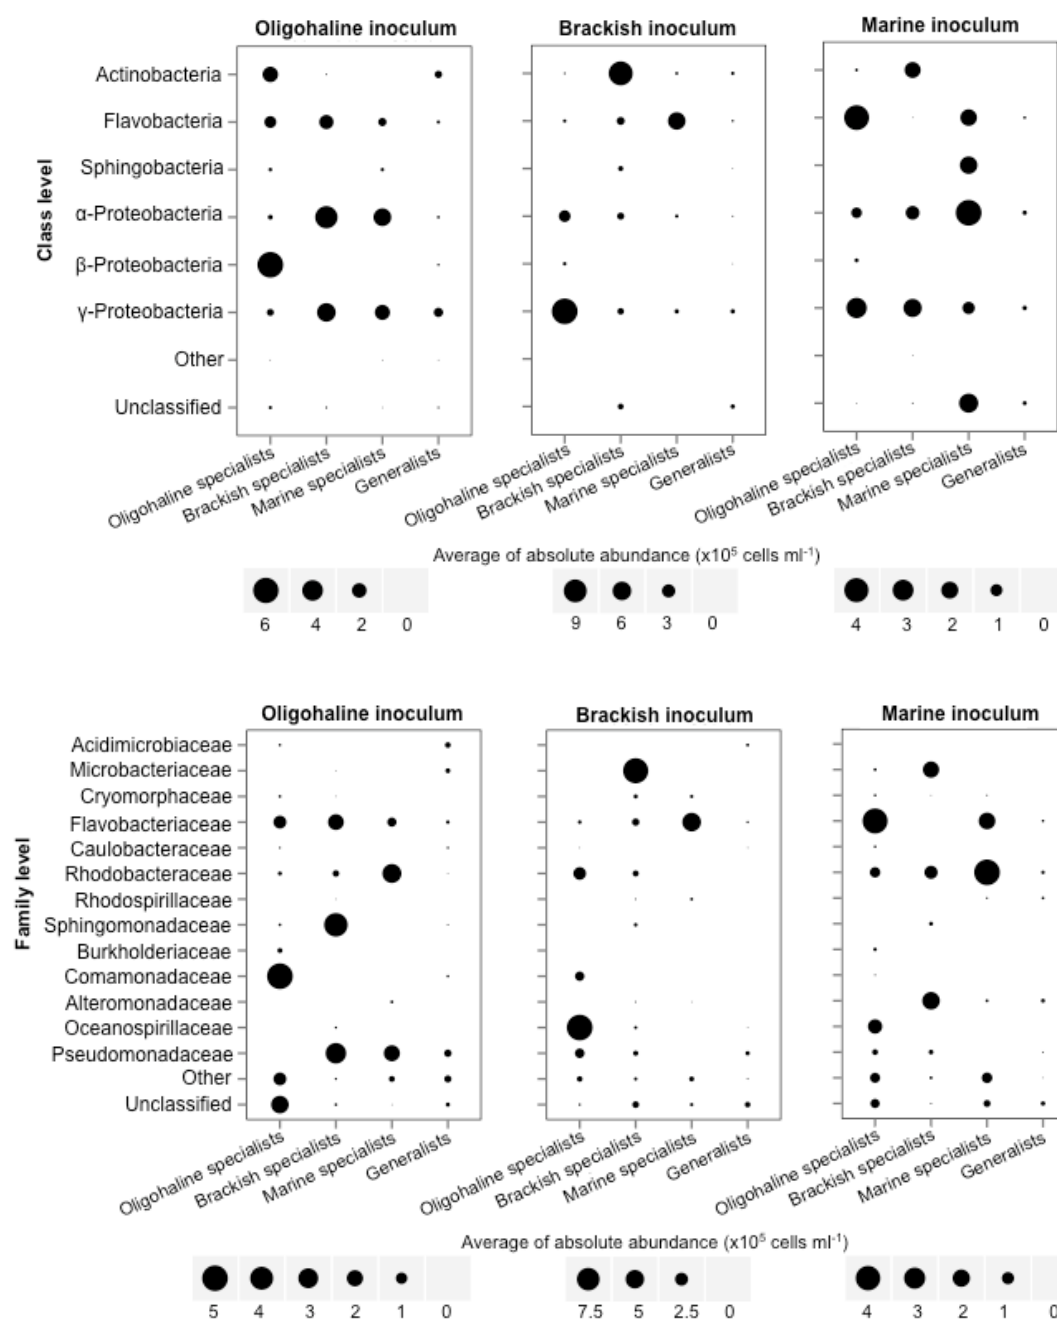 Oligohaline inoculum
Brackish inoculum
Marine inoculum
Class level
Actinobacteria
Flavobacteria
Sphingobacteria
α-Proteobacteria
β-Proteobacteria
γ-Proteobacteria
Other
Unclassified
Oligohaline specialists
Brackish specialists
Marine specialists
Generalists
Oligohaline specialists
Brackish specialists
Marine specialists
Generalists
Oligohaline specialists
Brackish specialists
Marine specialists
Generalists
Average of absolute abundance (x10⁵ cells ml⁻¹)
6 4 2 0
9 6 3 0
4 3 2 1 0
Oligohaline inoculum
Brackish inoculum
Marine inoculum
Family level
Acidimicrobiaceae
Microbacteriaceae
Cryomorphaceae
Flavobacteriaceae
Caulobacteraceae
Rhodobacteraceae
Rhodospirillaceae
Sphingomonadaceae
Burkholderiaceae
Comamonadaceae
Alteromonadaceae
Oceanospirillaceae
Pseudomonadaceae
Other
Unclassified
Oligohaline specialists
Brackish specialists
Marine specialists
Generalists
Oligohaline specialists
Brackish specialists
Marine specialists
Generalists
Oligohaline specialists
Brackish specialists
Marine specialists
Generalists
Average of absolute abundance (x10⁵ cells ml⁻¹)
5 4 3 2 1 0
7.5 5 2.5 0
4 3 2 1 0